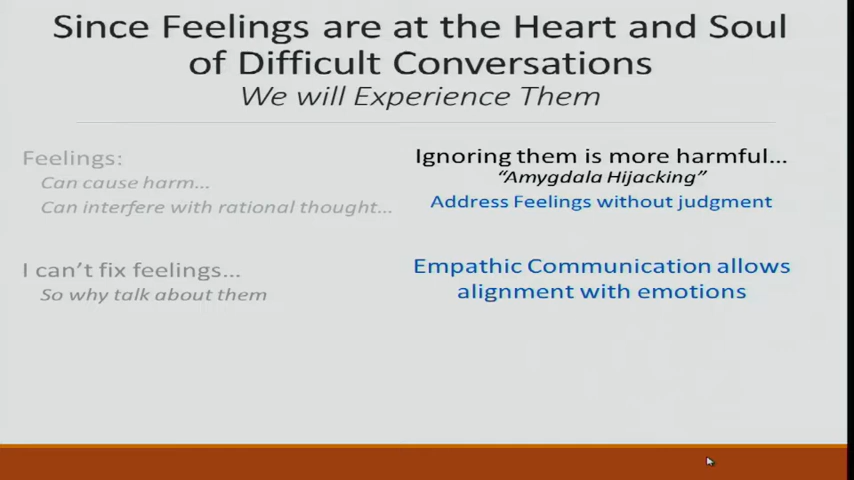 Since Feelings are at the Heart and Soul
of Difficult Conversations
We will Experience Them
Feelings:
Can cause harm...
Can interfere with rational thought...
I can't fix feelings...
So why talk about them
Ignoring them is more harmful...
"Amygdala Hijacking"
Address Feelings without judgment
Empathic Communication allows
alignment with emotions